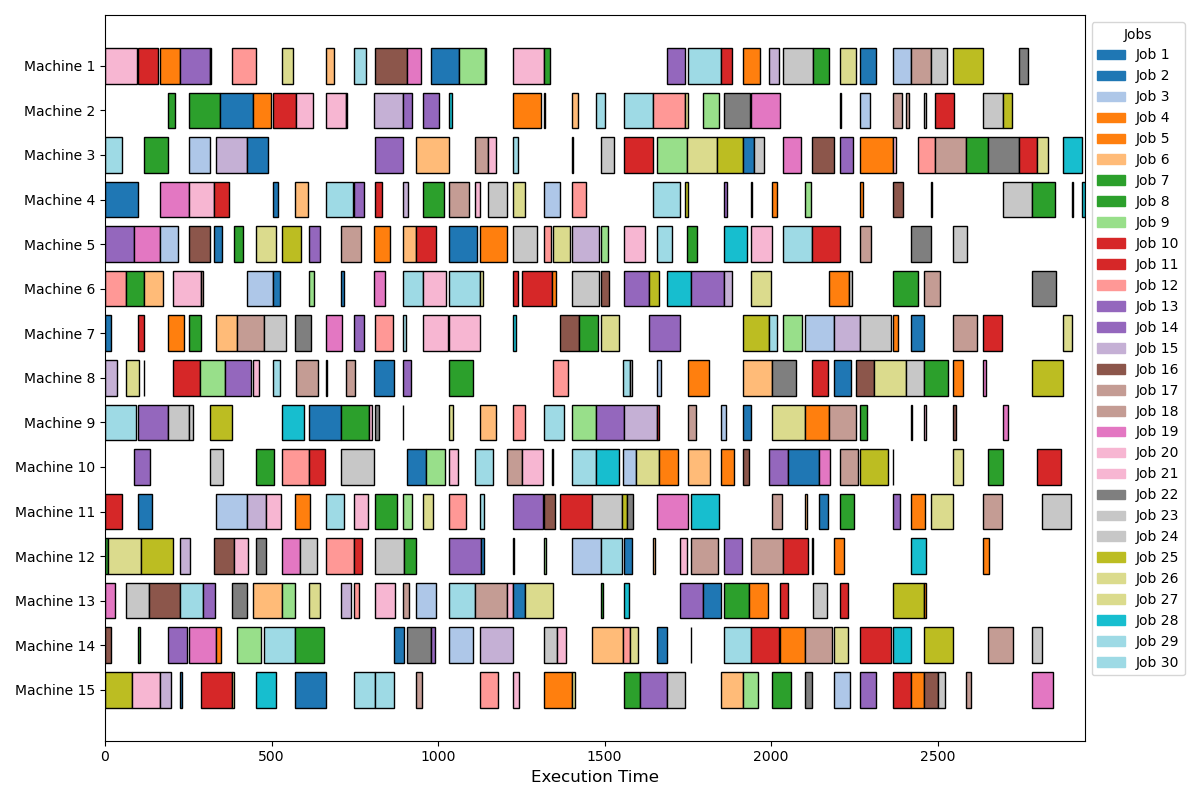 Machine 1
Machine 2
Machine 3
Machine 4
Machine 5
Machine 6
Machine 7
Machine 8
Machine 9
Machine 10
Machine 11
Machine 12
Machine 13
Machine 14
Machine 15
0 500 1000 1500 2000 2500
Execution Time
Jobs
Job 1
Job 2
Job 3
Job 4
Job 5
Job 6
Job 7
Job 8
Job 9
Job 10
Job 11
Job 12
Job 13
Job 14
Job 15
Job 16
Job 17
Job 18
Job 19
Job 20
Job 21
Job 22
Job 23
Job 24
Job 25
Job 26
Job 27
Job 28
Job 29
Job 30